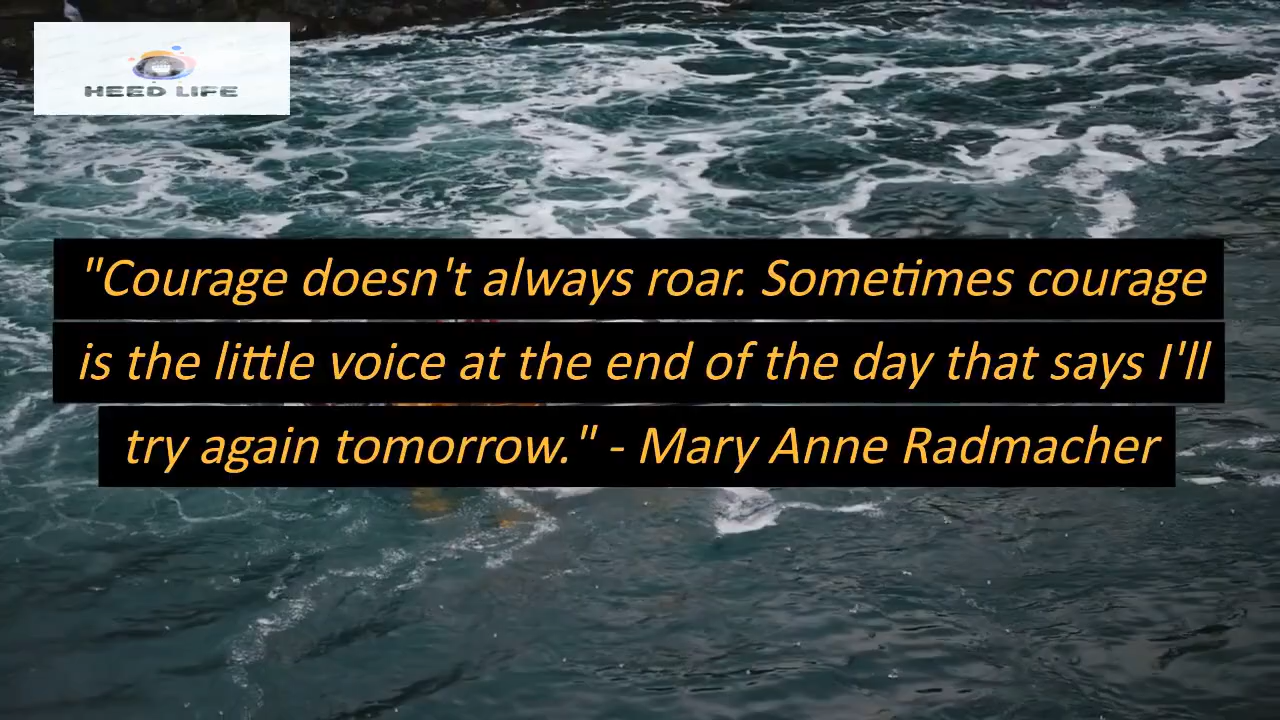 HEED LIFE
"Courage doesn't always roar. Sometimes courage
is the little voice at the end of the day that says I'll
try again tomorrow." - Mary Anne Radmacher